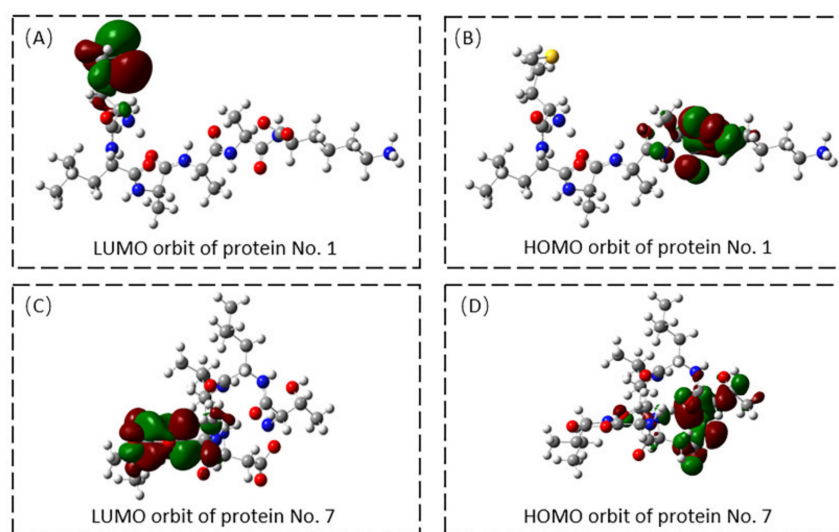 (A)
LUMO orbit of protein No. 1
(B)
HOMO orbit of protein No. 1
(C)
LUMO orbit of protein No. 7
(D)
HOMO orbit of protein No. 7